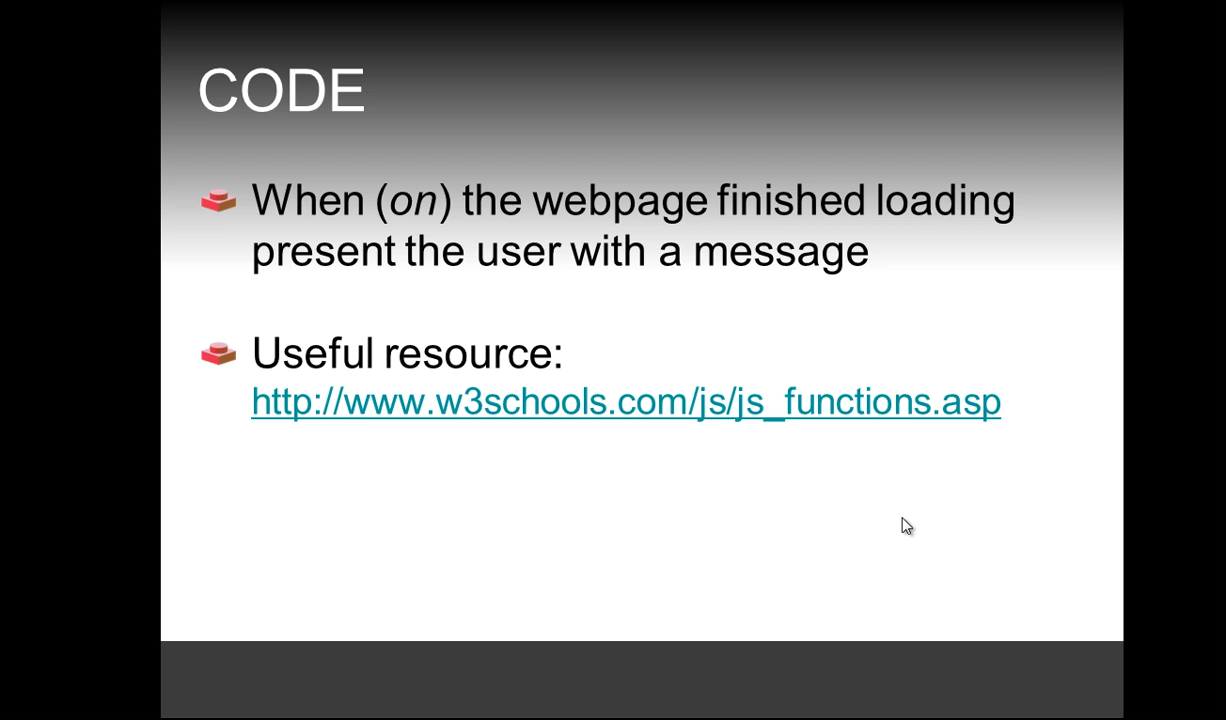 CODE
When (on) the webpage finished loading
present the user with a message
Useful resource:
http://www.w3schools.com/js/js_functions.asp